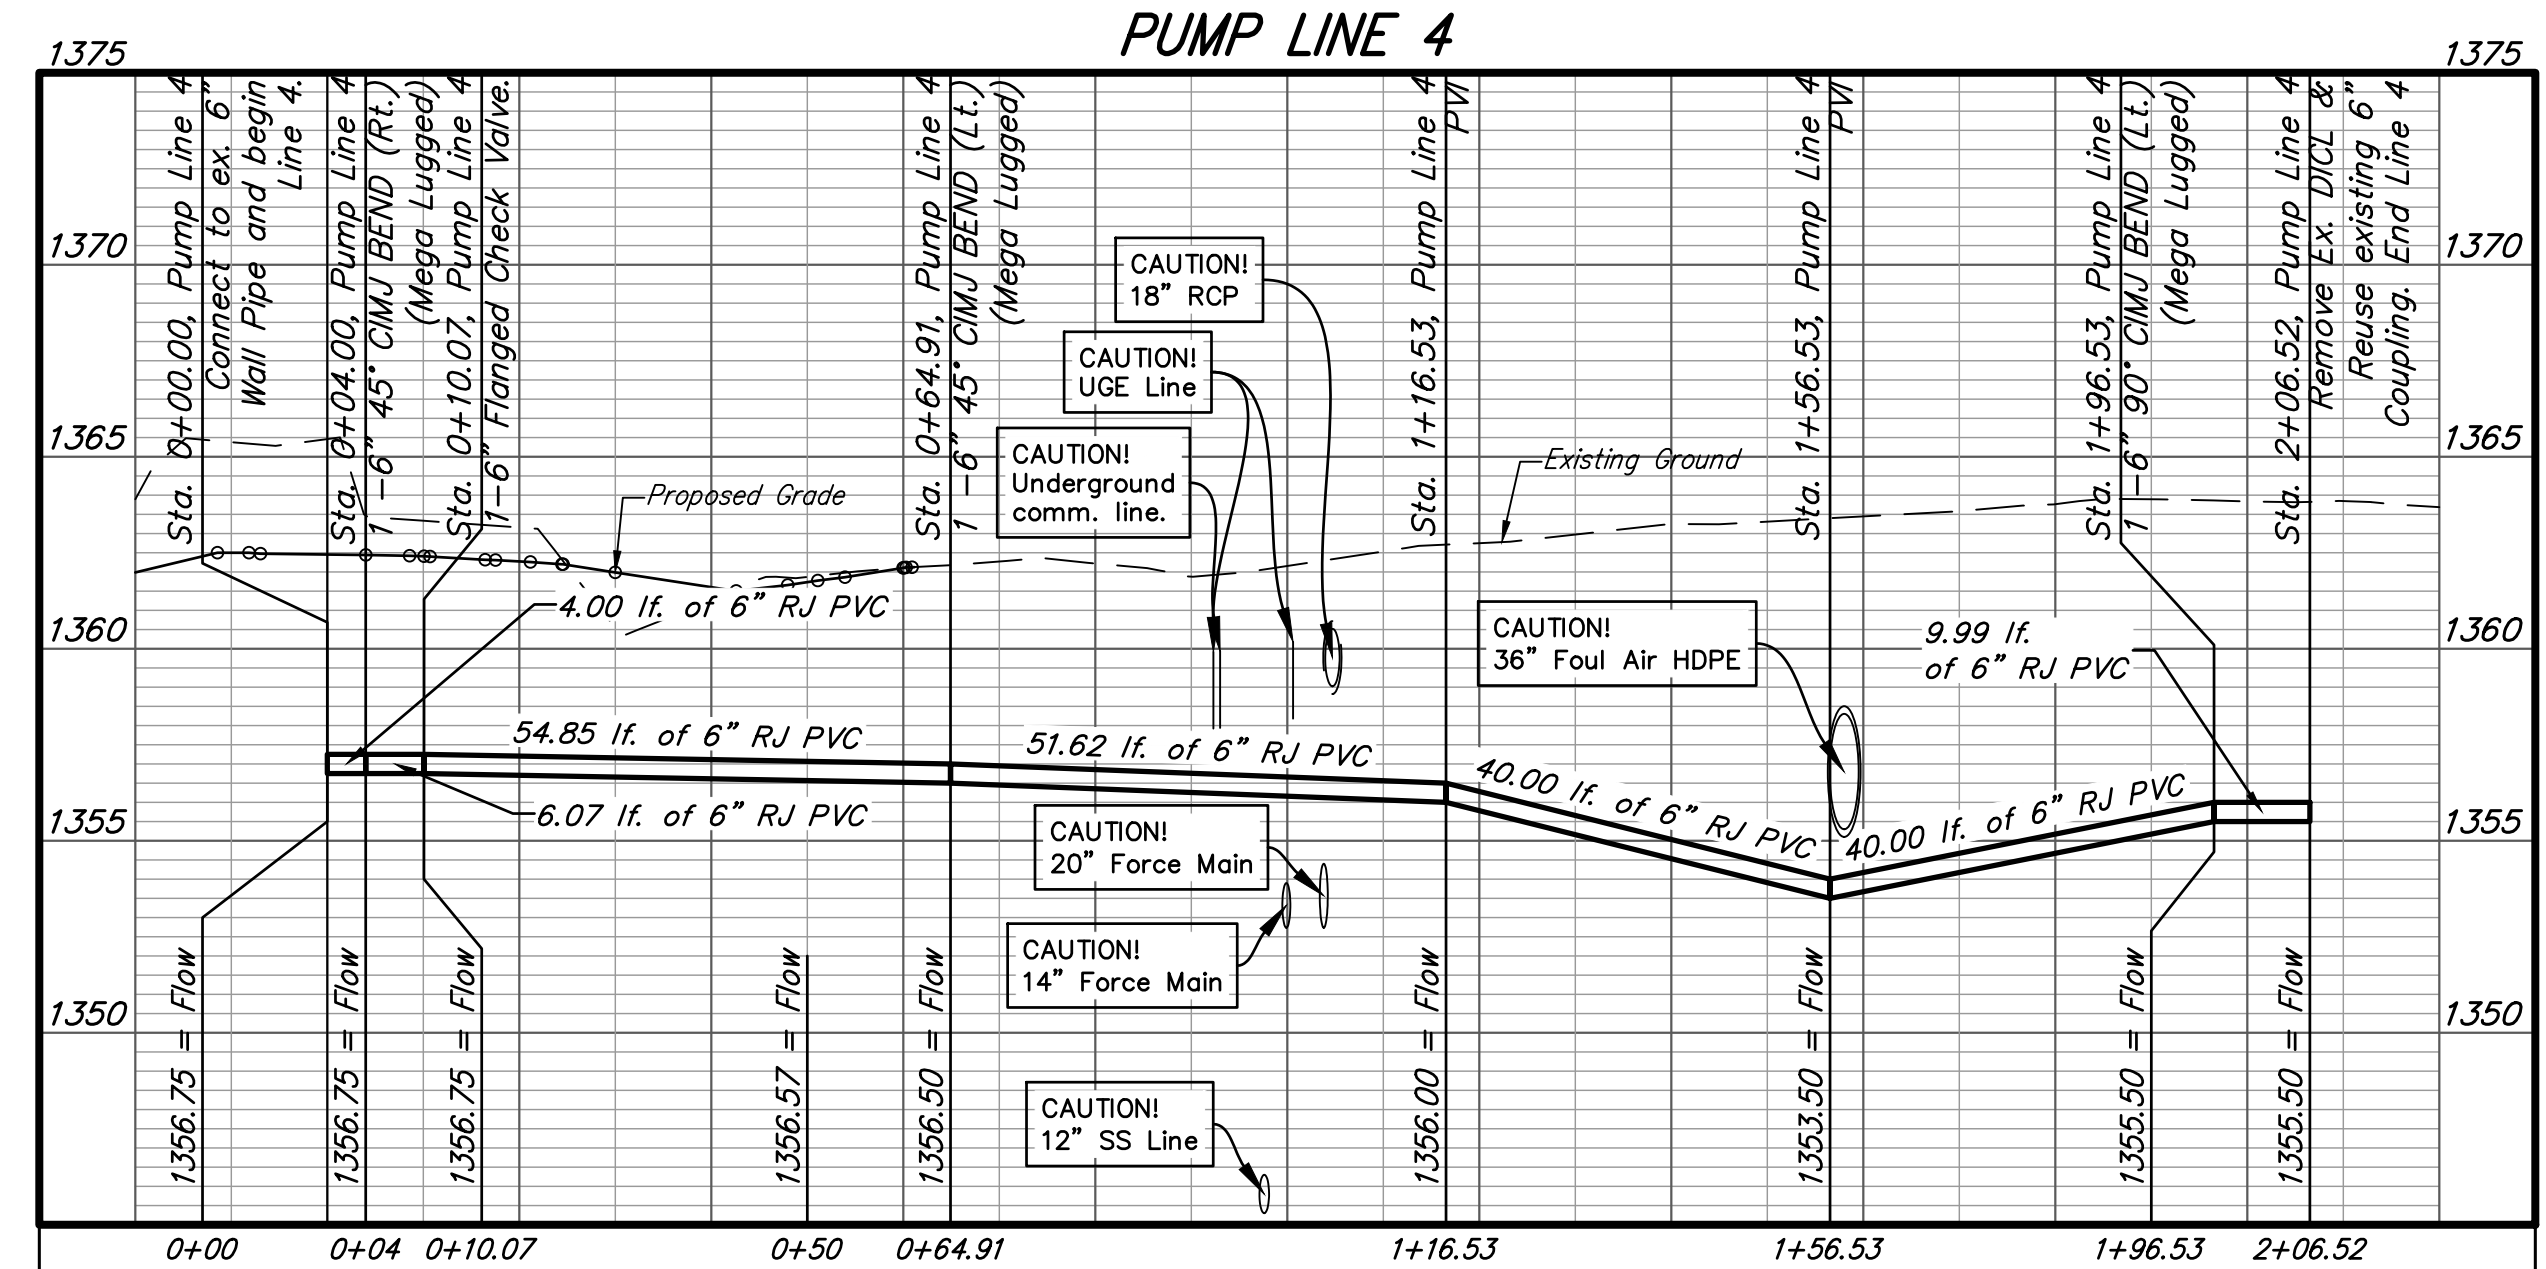 PUMP LINE 4
1375
1375
1370
1370
1365
1365
1360
1360
1355
1355
1350
1350
Sta. 0+00.00, Pump Line 4
Connect to ex. 6"
Wall Pipe and begin
Line 4.
Sta. 0+04.00, Pump Line 4
1-6" 45° CIMJ BEND (Rt.)
(Mega Lugged)
Sta. 0+10.07, Pump Line 4
1-6" Flanged Check Valve.
Sta. 0+64.91, Pump Line 4
1-6" 45° CIMJ BEND (Lt.)
(Mega Lugged)
Sta. 1+16.53, Pump Line 4
PVI
Sta. 1+56.53, Pump Line 4
PVI
Sta. 1+96.53, Pump Line 4
1-6" 90° CIMJ BEND (Lt.)
(Mega Lugged)
Sta. 2+06.52, Pump Line 4
Remove Ex. DICL &
Reuse existing 6"
Coupling. End Line 4
CAUTION!
18" RCP
CAUTION!
UGE Line
CAUTION!
Underground
comm. line.
Existing Ground
Proposed Grade
4.00 lf. of 6" RJ PVC
CAUTION!
36" Foul Air HDPE
9.99 lf.
of 6" RJ PVC
54.85 lf. of 6" RJ PVC
51.62 lf. of 6" RJ PVC
40.00 lf. of 6" RJ PVC
40.00 lf. of 6" RJ PVC
6.07 lf. of 6" RJ PVC
CAUTION!
20" Force Main
CAUTION!
14" Force Main
CAUTION!
12" SS Line
1356.75 = Flow
1356.75 = Flow
1356.75 = Flow
1356.57 = Flow
1356.50 = Flow
1356.00 = Flow
1353.50 = Flow
1355.50 = Flow
1355.50 = Flow
0+00
0+04
0+10.07
0+50
0+64.91
1+16.53
1+56.53
1+96.53
2+06.52